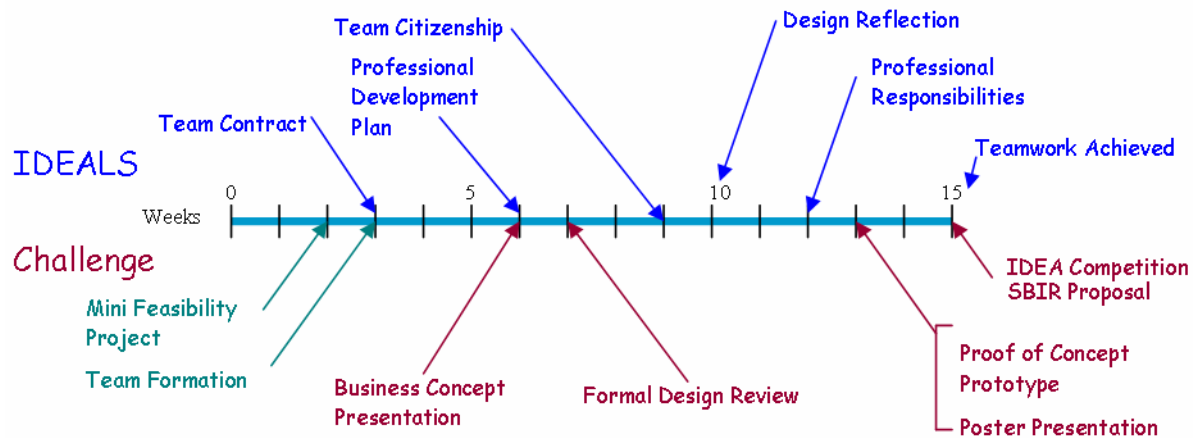 Team Citizenship
Design Reflection
Professional
Development
Plan
Professional
Responsibilities
Team Contract
Teamwork Achieved
IDEALS
0
5
10
15
Weeks
Challenge
IDEA Competition
SBIR Proposal
Mini Feasibility
Project
Team Formation
Business Concept
Presentation
Formal Design Review
Proof of Concept
Prototype
Poster Presentation